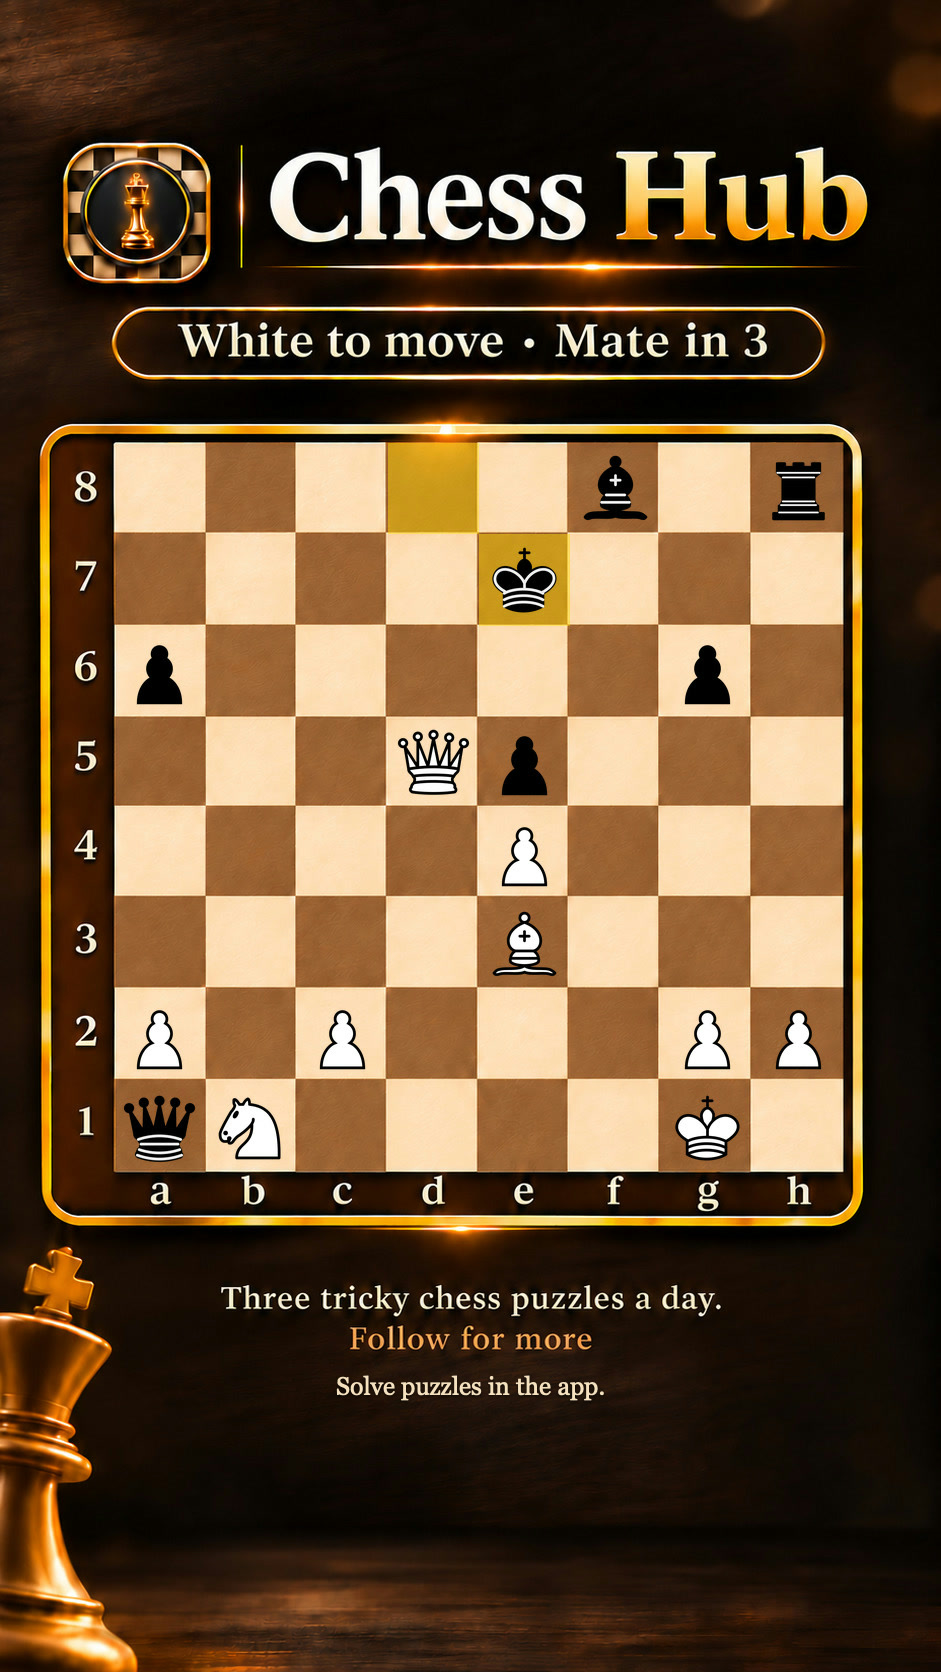 Chess Hub
White to move • Mate in 3
8
7
6
5
4
3
2
1
a b c d e f g h
Three tricky chess puzzles a day.
Follow for more
Solve puzzles in the app.